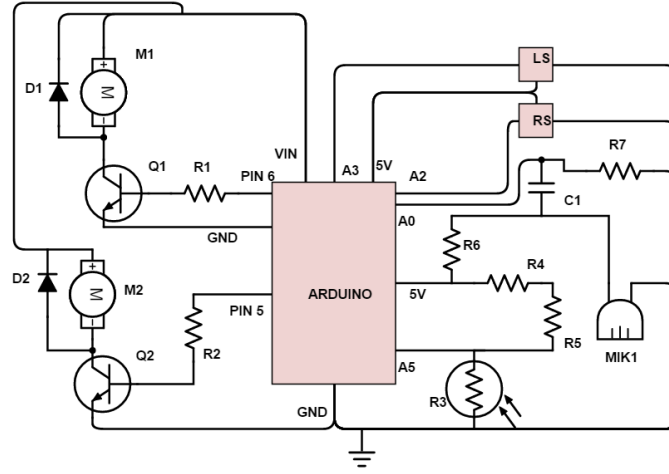 LS
M1
D1
+
M
−
RS
R7
Q1
R1
PIN 6
VIN
A3
5V
A2
C1
A0
GND
R6
R4
D2
+
M
−
M2
ARDUINO
5V
PIN 5
R2
R5
MIK1
Q2
A5
R3
GND